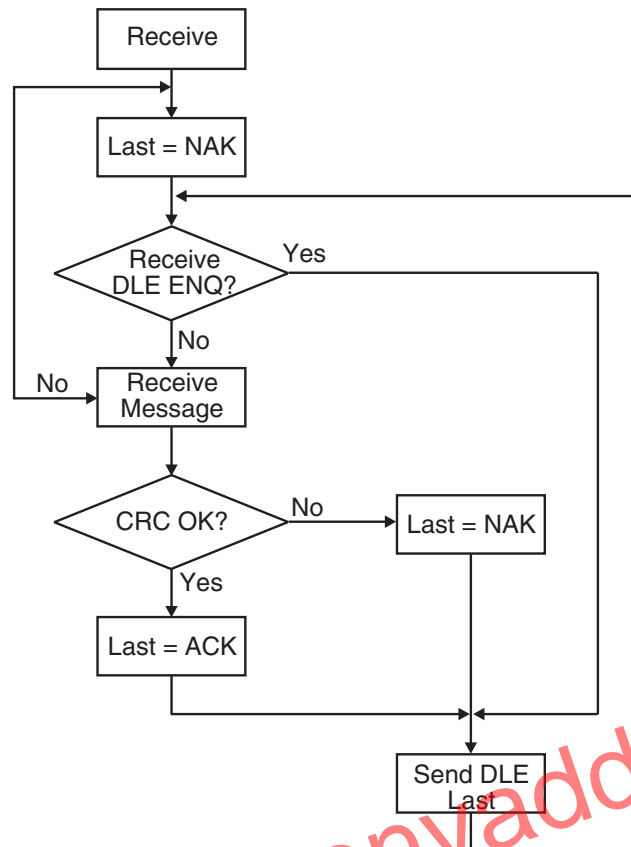 Receive
Last = NAK
Receive
DLE ENQ?
Yes
No
No
Receive
Message
CRC OK?
No
Last = NAK
Yes
Last = ACK
Send DLE
Last